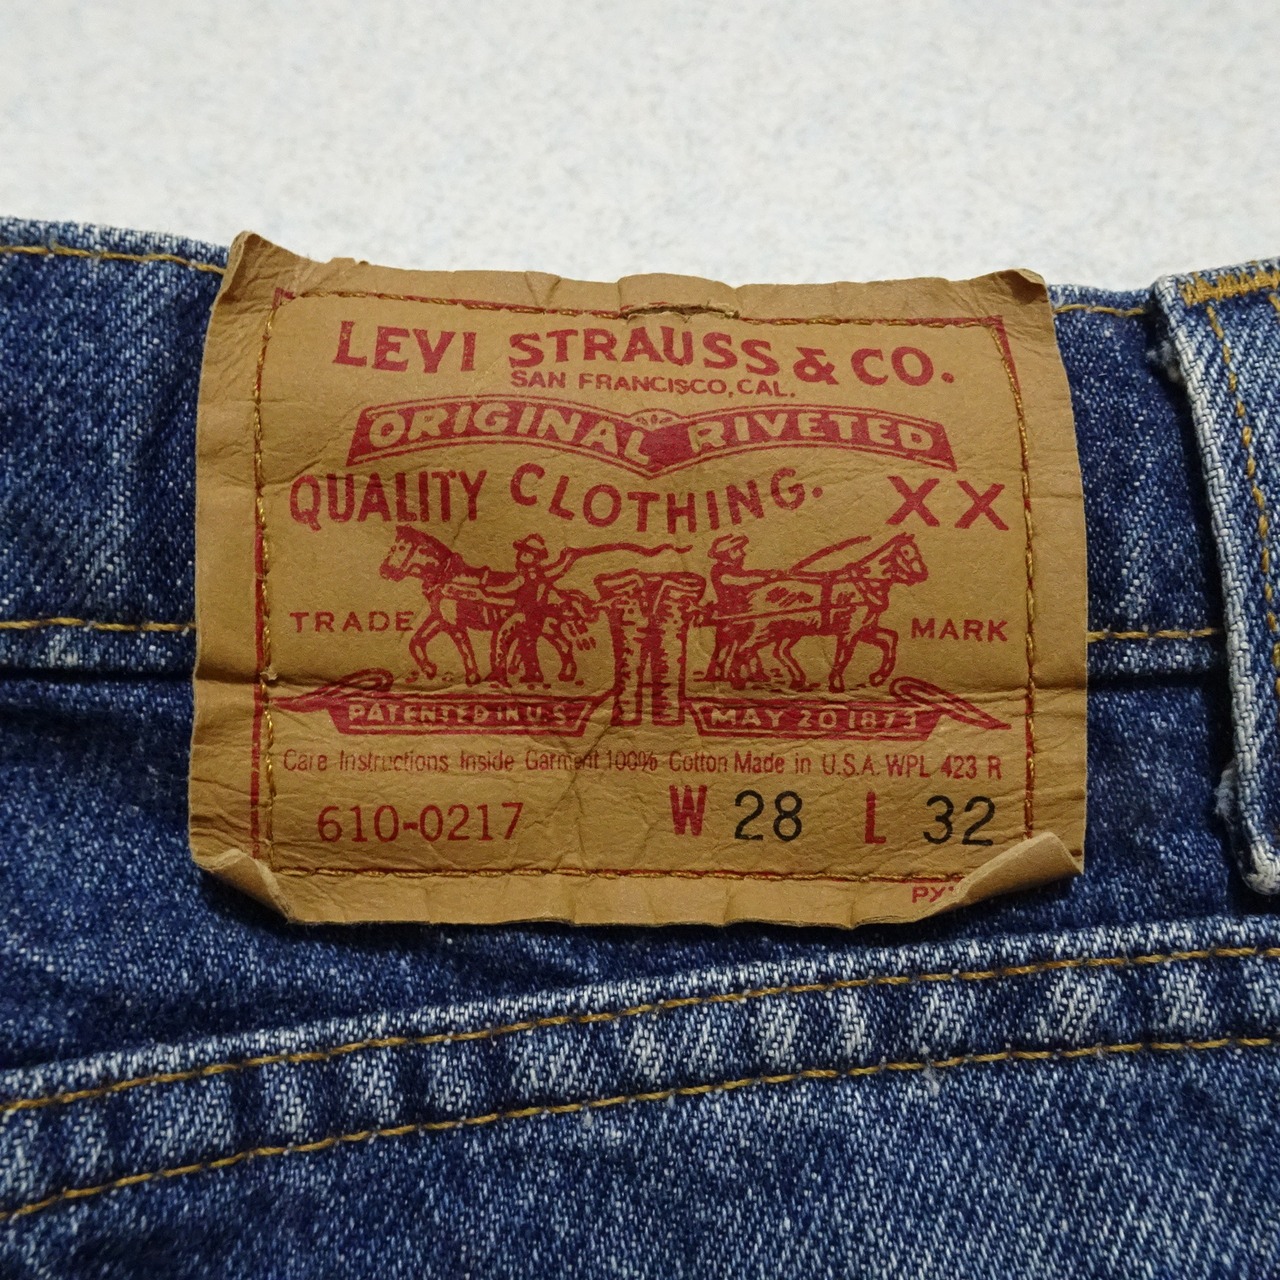 LEVI STRAUSS & CO.
SAN FRANCISCO, CAL.
ORIGINAL RIVETED
QUALITY CLOTHING. XX
TRADE MARK
PATENTED IN U.S MAY 20 1873
Care Instructions Inside Garment 100% Cotton Made in U.S.A. WPL 423 R
610-0217 W 28 L 32